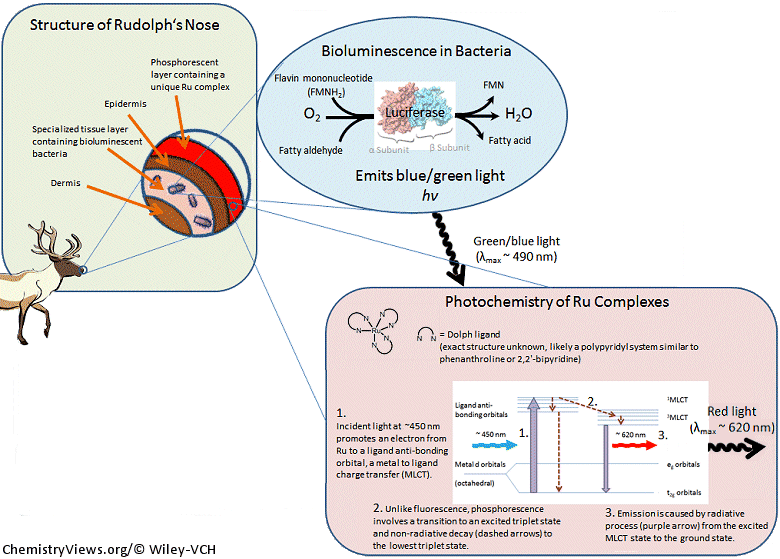 Structure of Rudolph's Nose
Phosphorescent
layer containing a
unique Ru complex
Epidermis
Specialized tissue layer
containing bioluminescent
bacteria
Dermis
Bioluminescence in Bacteria
Flavin mononucleotide
(FMNH₂)
FMN
O₂
Luciferase
H₂O
Fatty aldehyde
α Subunit
β Subunit
Fatty acid
Emits blue/green light
hν
Green/blue light
(λmax ~ 490 nm)
Photochemistry of Ru Complexes
N
N
N
N
N
N
Ru
N N
= Dolph ligand
(exact structure unknown, likely a polypyridyl system similar to
phenanthroline or 2,2'-bipyridine)
1.
Incident light at ~450 nm
promotes an electron from
Ru to a ligand anti-bonding
orbital, a metal to ligand
charge transfer (MLCT).
Ligand anti-
bonding orbitals
2.
¹MLCT
³MLCT
~ 450 nm
1.
~ 620 nm
3.
Metal d orbitals
(octahedral)
eg orbitals
t2g orbitals
Red light
(λmax ~ 620 nm)
2. Unlike fluorescence, phosphorescence
involves a transition to an excited triplet state
and non-radiative decay (dashed arrows) to
the lowest triplet state.
3. Emission is caused by radiative
process (purple arrow) from the excited
MLCT state to the ground state.
ChemistryViews.org/© Wiley-VCH